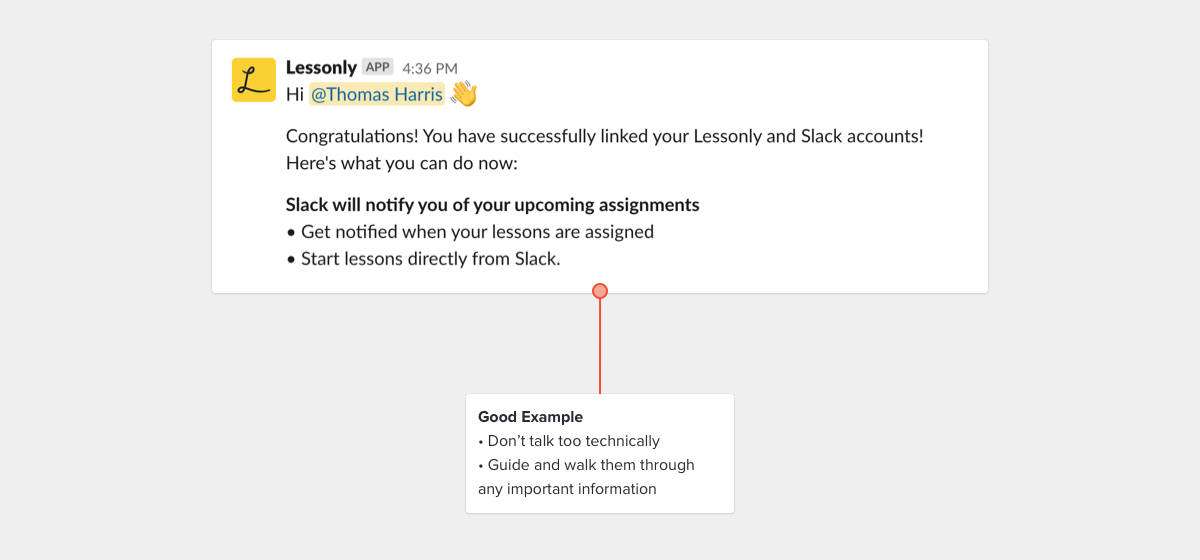 L
Lessonly APP 4:36 PM
Hi @Thomas Harris 👋
Congratulations! You have successfully linked your Lessonly and Slack accounts!
Here's what you can do now:
Slack will notify you of your upcoming assignments
• Get notified when your lessons are assigned
• Start lessons directly from Slack.
Good Example
• Don’t talk too technically
• Guide and walk them through
any important information